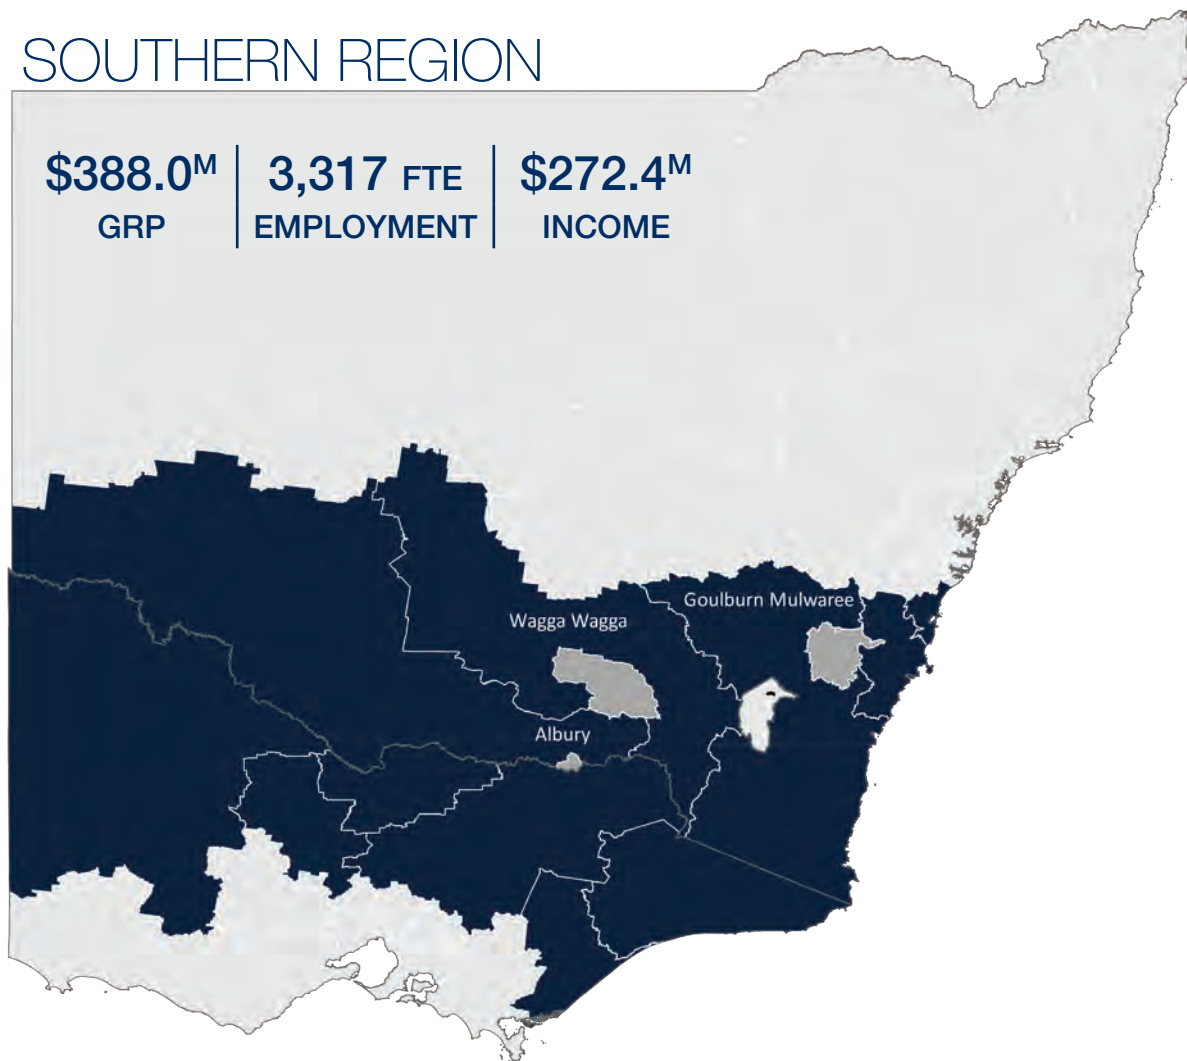 SOUTHERN REGION
$388.0M
GRP
3,317 FTE
EMPLOYMENT
$272.4M
INCOME
Goulburn Mulwaree
Wagga Wagga
Albury